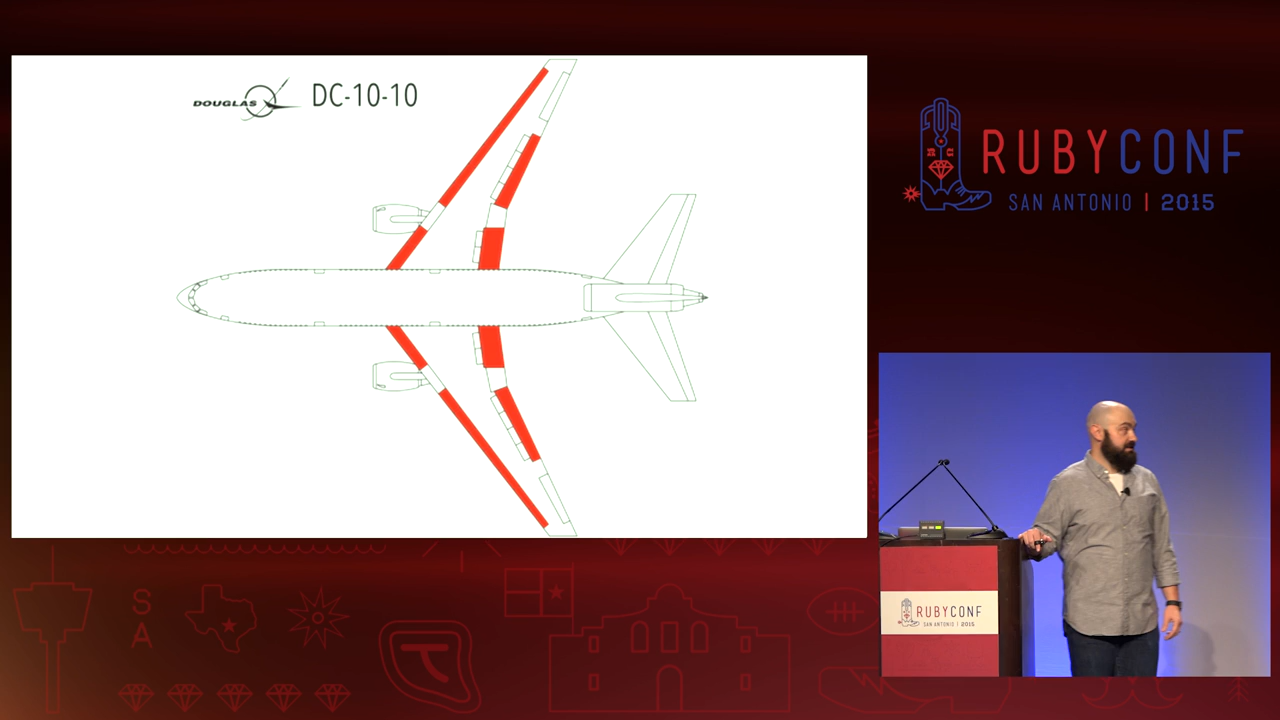 DOUGLAS
DC-10-10
RUBYCONF
SAN ANTONIO | 2015
S
A
RUBYCONF
SAN ANTONIO | 2015